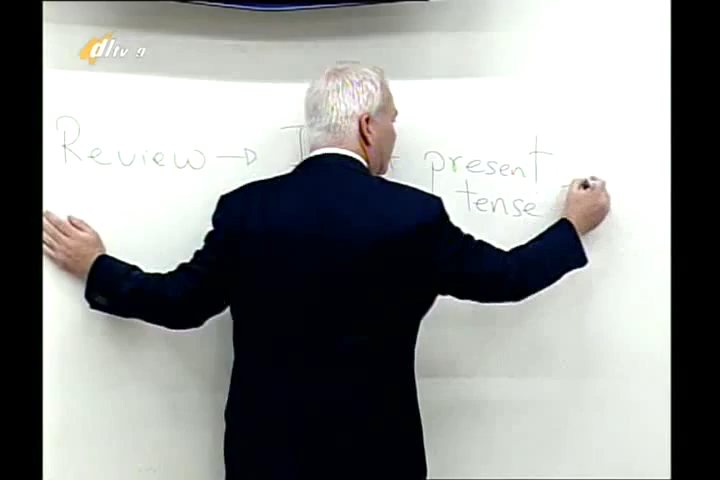 dltv 9
Review → I + present
tense